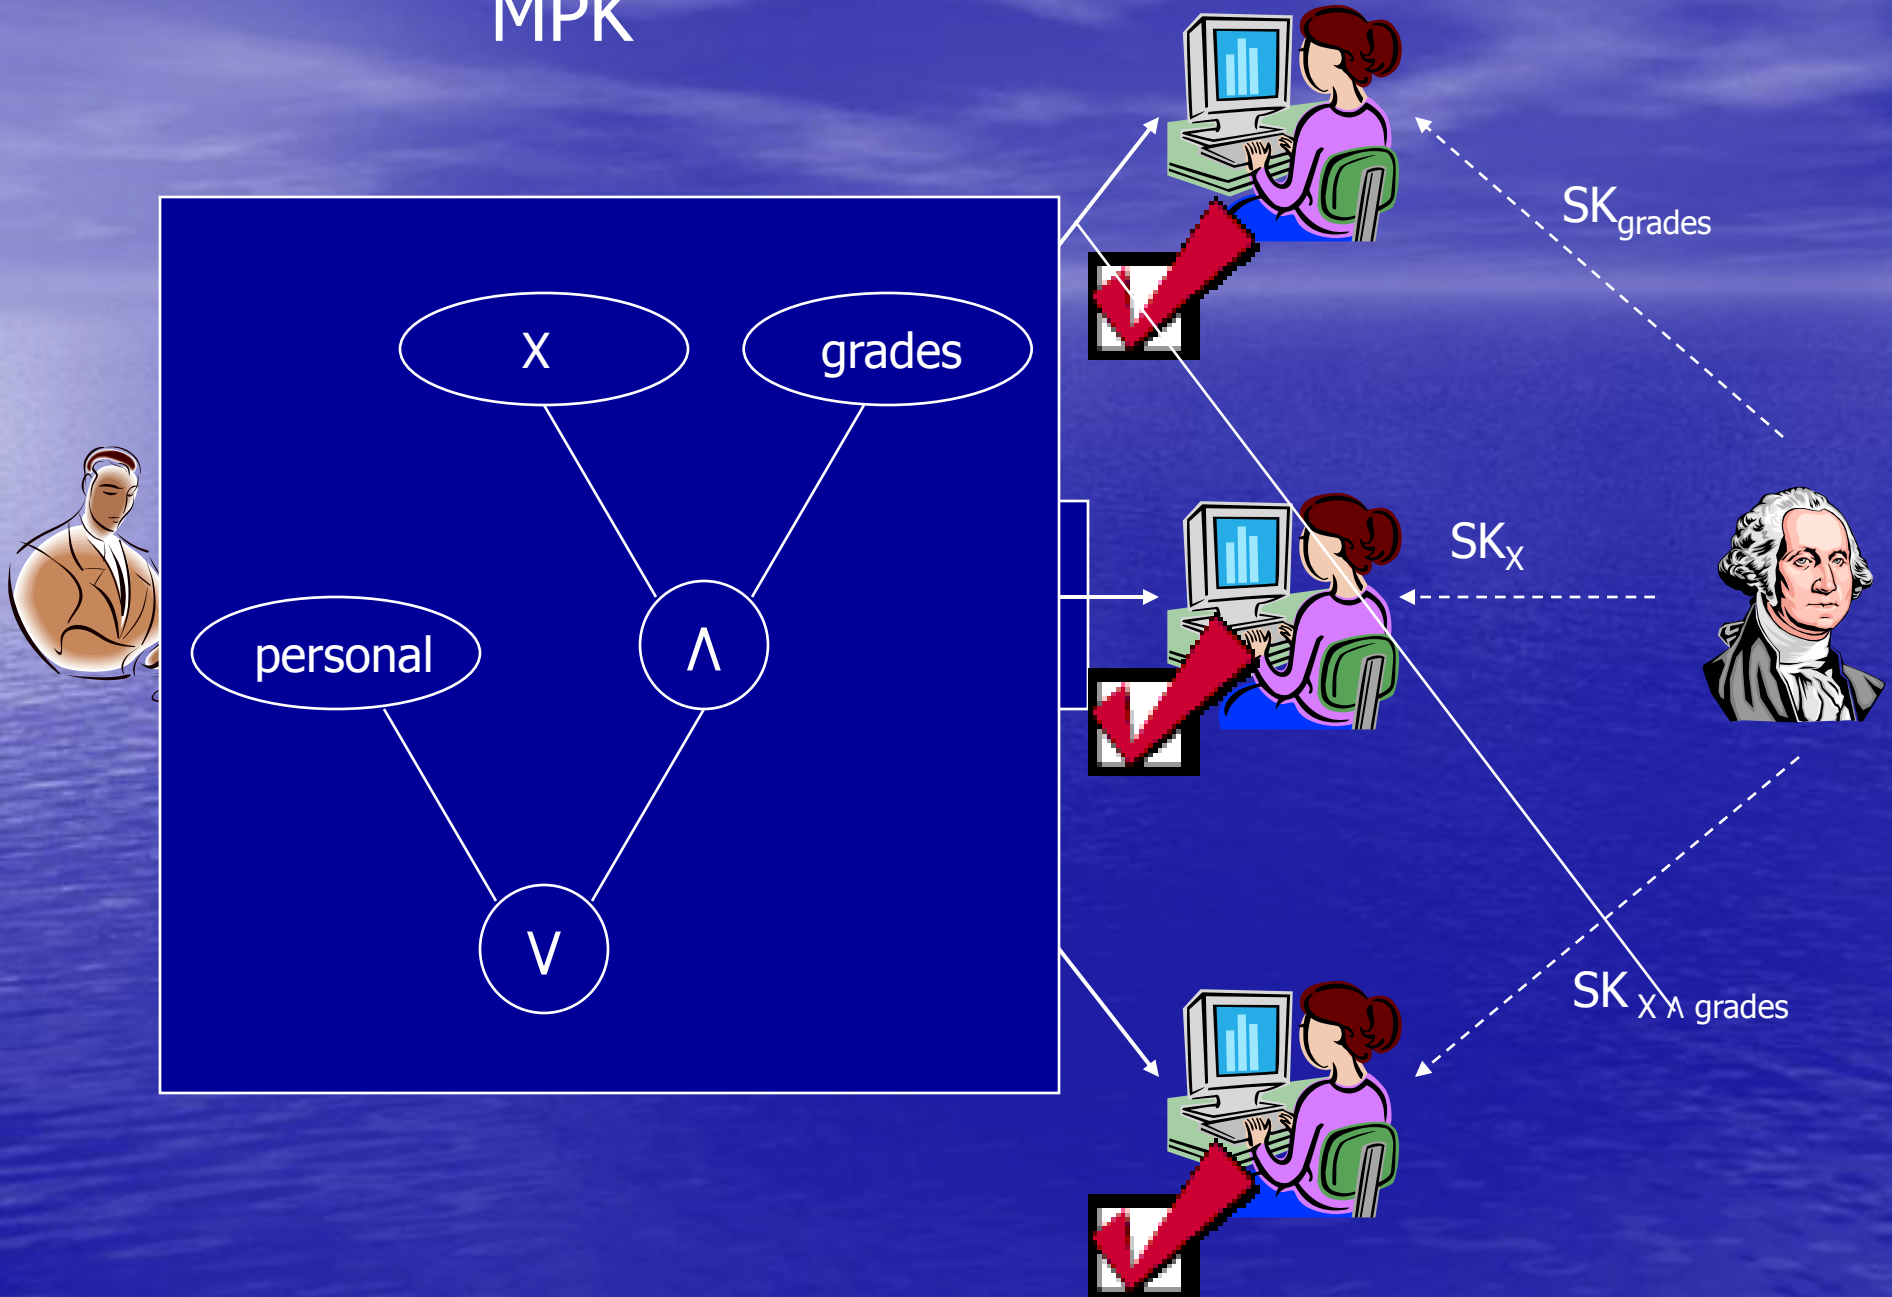 MPK
SKgrades
X
grades
SKX
personal
Λ
V
SK X Λ grades